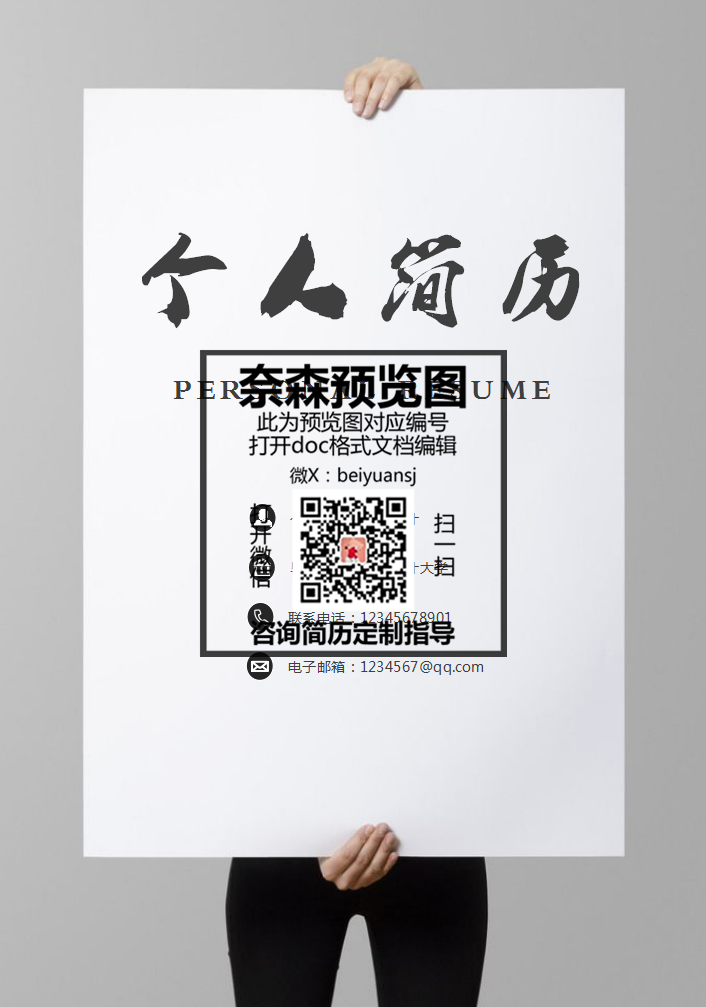 个人简历
PERSONAL RESUME
奈森预览图
此为预览图对应编号
打开doc格式文档编辑
微X：beiyuansj
打开微信
扫一扫
联系电话：12345678901
咨询简历定制指导
电子邮箱：1234567@qq.com